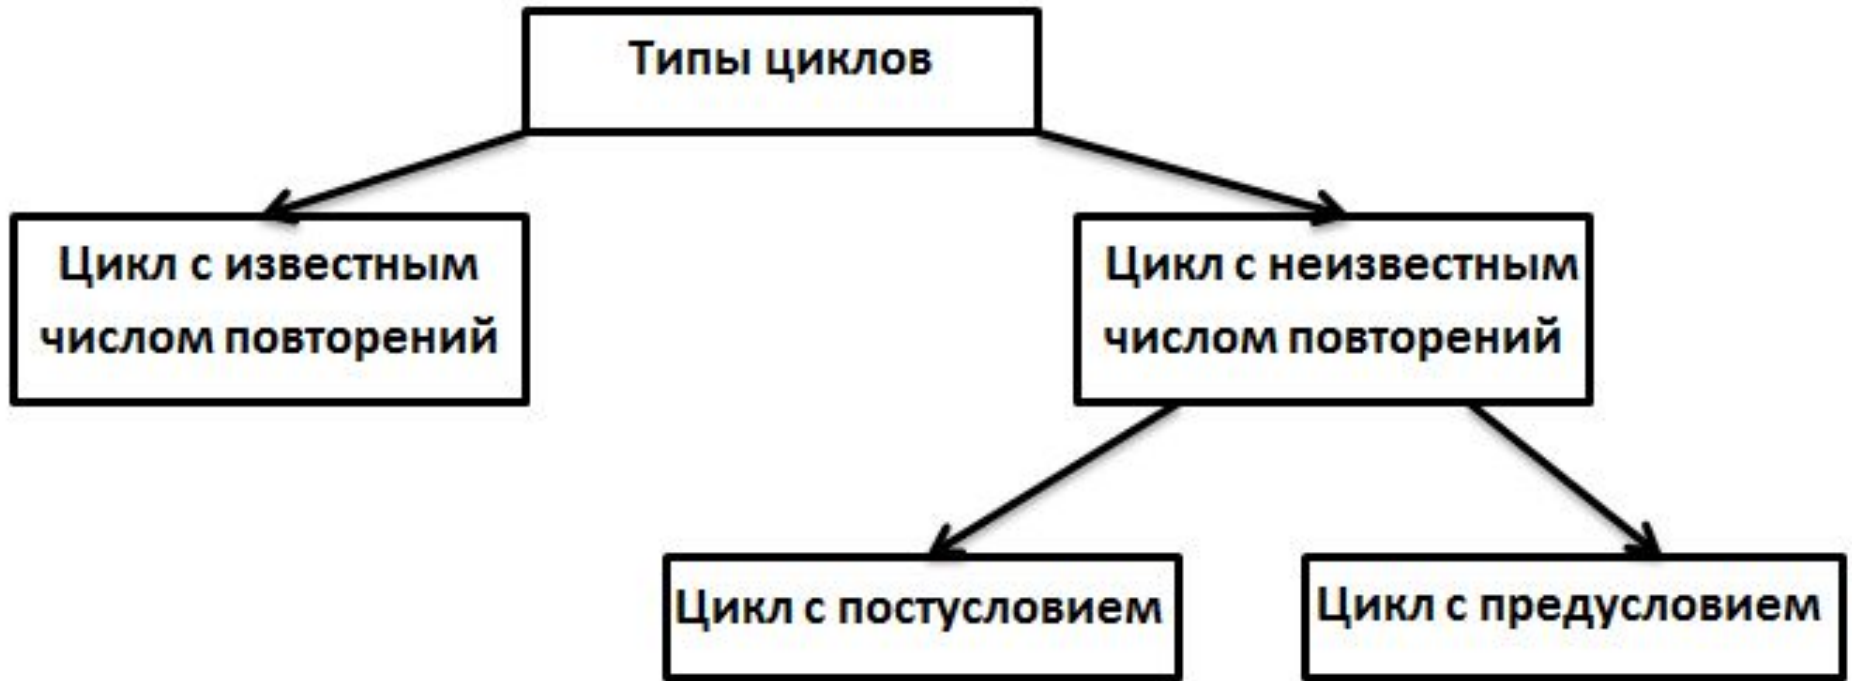 Типы циклов
Цикл с известным
числом повторений
Цикл с неизвестным
числом повторений
Цикл с постусловием
Цикл с предусловием